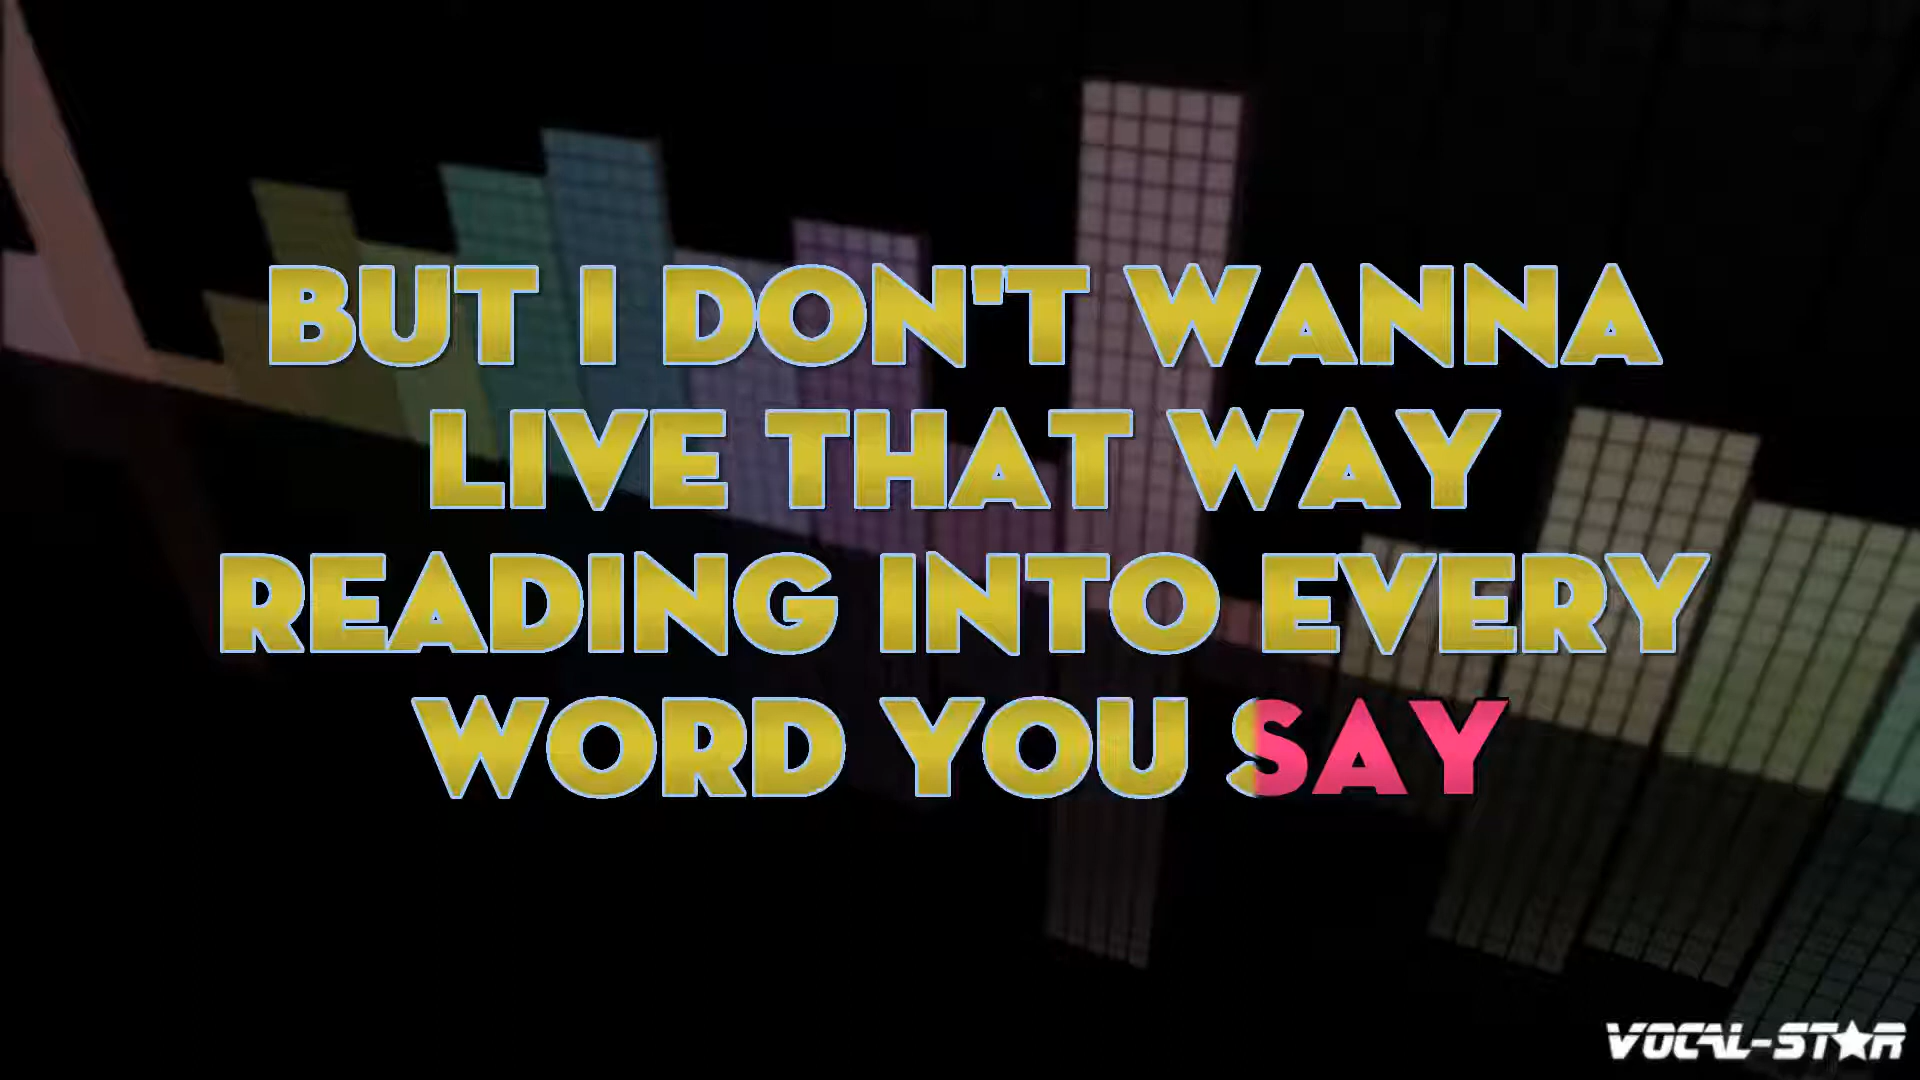 BUT I DON'T WANNA
LIVE THAT WAY
READING INTO EVERY
WORD YOU SAY
VOCAL-STAR